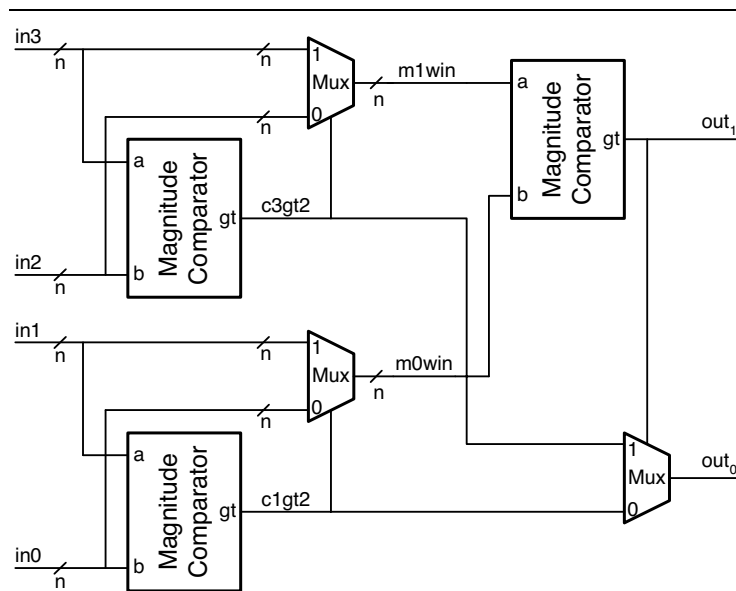 in3
n
n
1
Mux
0
n
n
m1win
a
Magnitude
Comparator
gt
b
out1
a
Magnitude
Comparator
gt
b
c3gt2
in2
n
in1
n
n
1
Mux
0
n
n
m0win
a
Magnitude
Comparator
gt
b
c1gt2
1
Mux
0
out0
in0
n